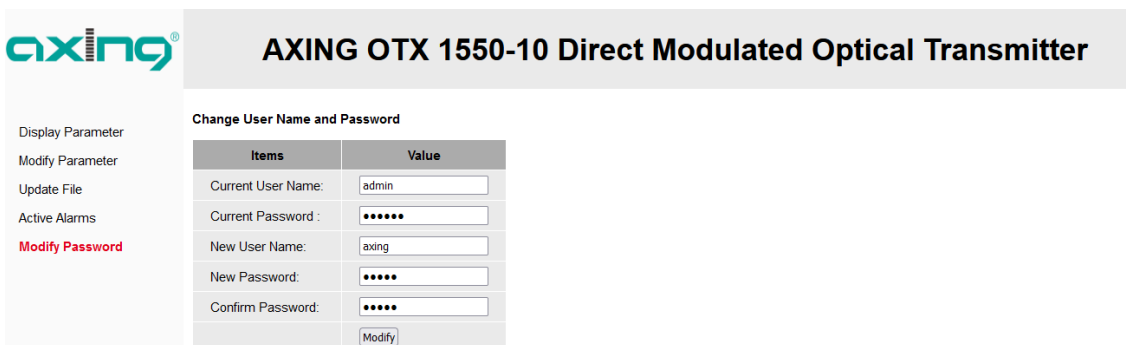 axing®
AXING OTX 1550-10 Direct Modulated Optical Transmitter
Display Parameter
Modify Parameter
Update File
Active Alarms
Modify Password
Change User Name and Password
Items Value
Current User Name: admin
Current Password : ••••••
New User Name: axing
New Password: •••••
Confirm Password: •••••
Modify